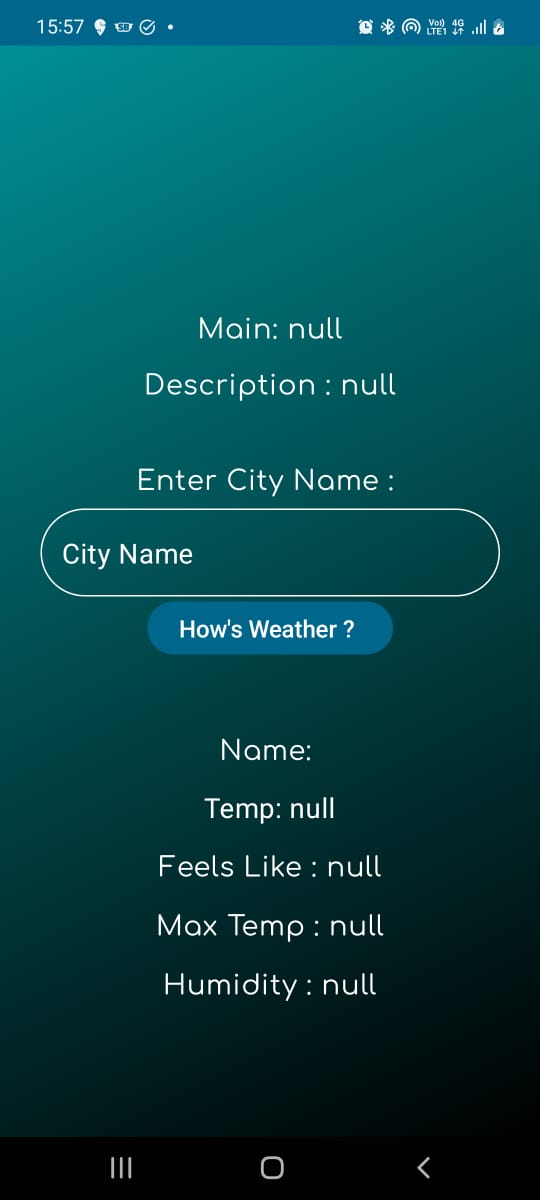 15:57
Vo)) 4G
LTE1
Main: null
Description : null
Enter City Name :
City Name
How's Weather ?
Name:
Temp: null
Feels Like : null
Max Temp : null
Humidity : null